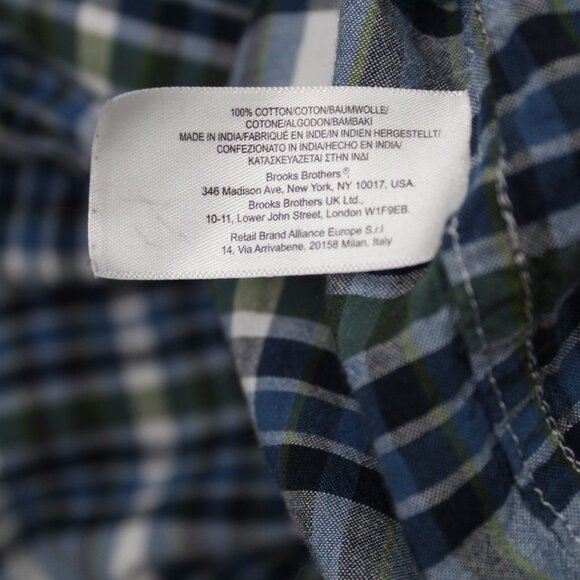 100% COTTON/COTON/BAUMWOLLE/
COTONE/ALGODON/BAMBAKI
MADE IN INDIA/FABRIQUÉ EN INDE/IN INDIEN HERGESTELLT/
CONFEZIONATO IN INDIA/HECHO EN INDIA/
ΚΑΤΑΣΚΕΥΑΖΕΤΑΙ ΣΤΗΝ ΙΝΔΙ
Brooks Brothers®
346 Madison Ave, New York, NY 10017, USA.
Brooks Brothers UK Ltd.,
10-11, Lower John Street, London W1F9EB.
Retail Brand Alliance Europe S.r.l
14, Via Arrivabene, 20158 Milan, Italy